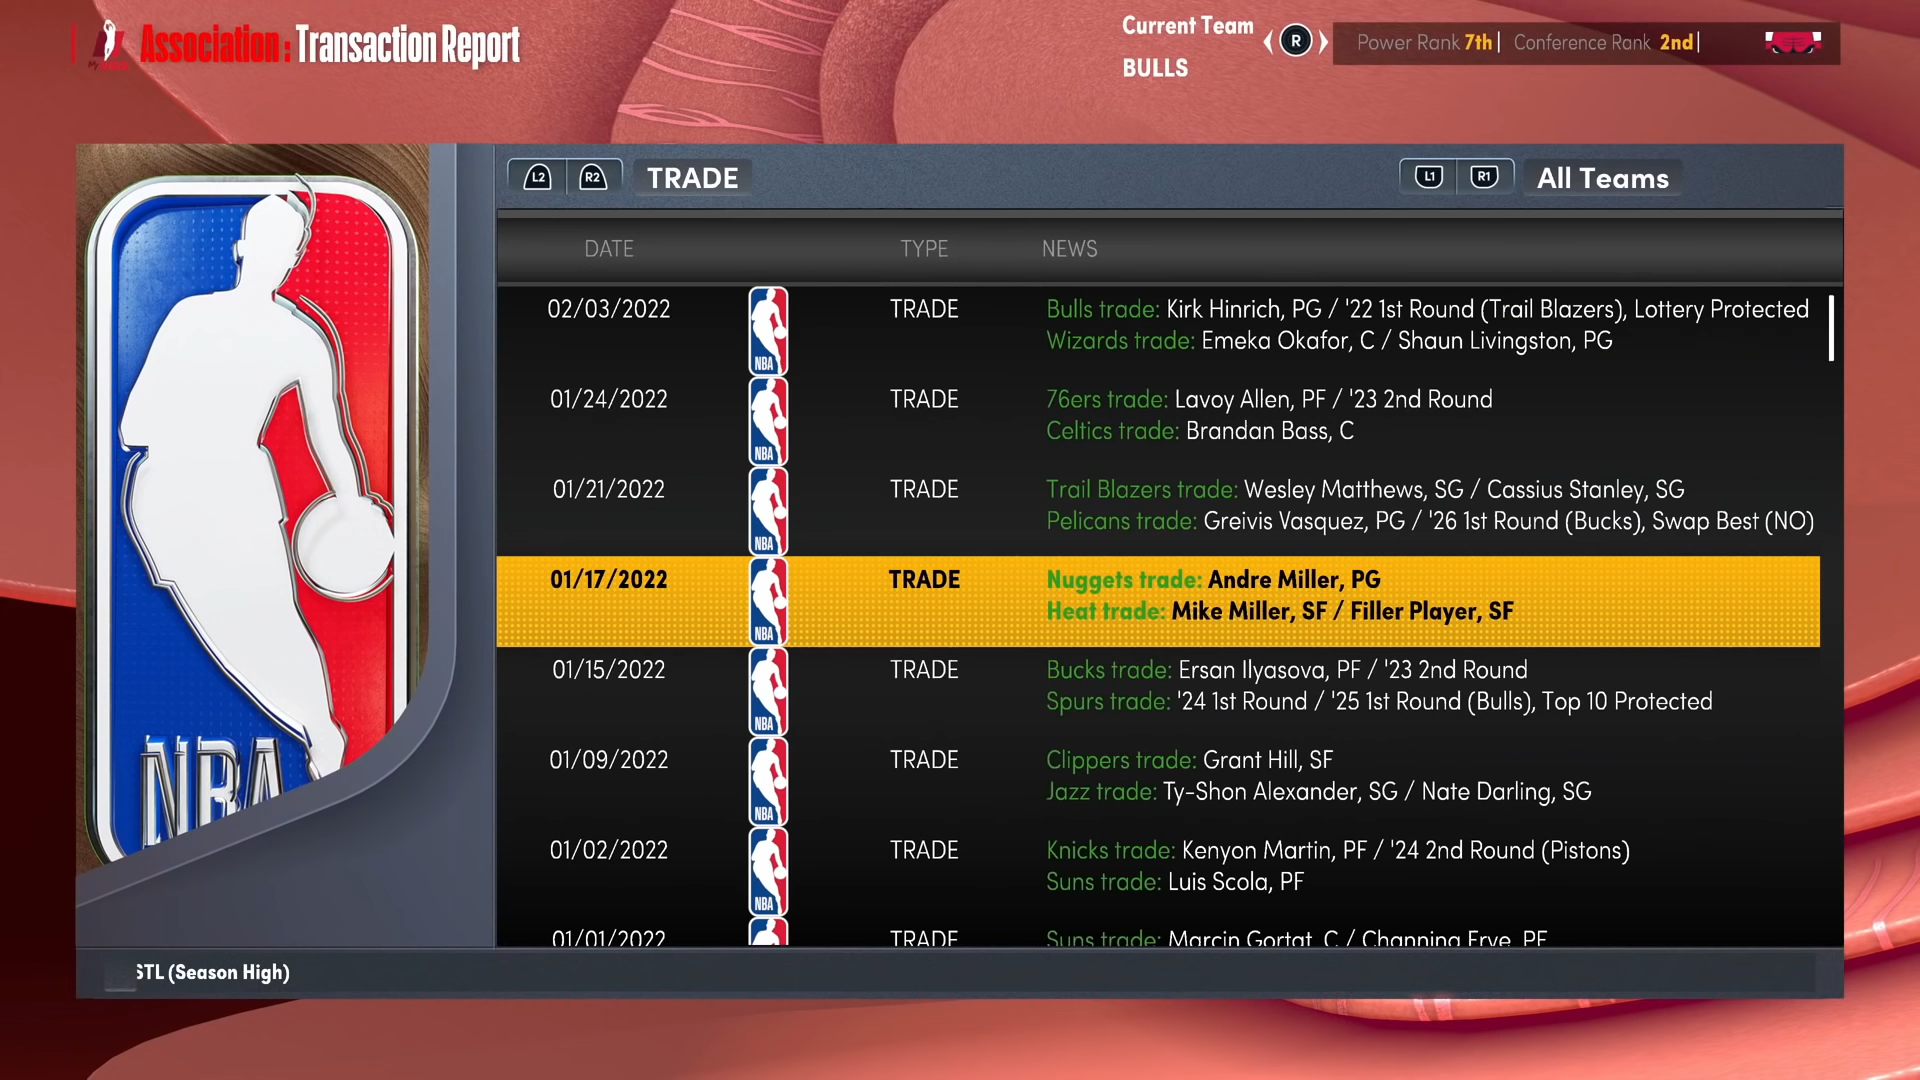 Association : Transaction Report
Current Team
BULLS
R
Power Rank 7th | Conference Rank 2nd |
L2 R2 TRADE
L1 R1 All Teams
DATE TYPE NEWS
02/03/2022 NBA TRADE Bulls trade: Kirk Hinrich, PG / '22 1st Round (Trail Blazers), Lottery Protected
Wizards trade: Emeka Okafor, C / Shaun Livingston, PG
01/24/2022 NBA TRADE 76ers trade: Lavoy Allen, PF / '23 2nd Round
Celtics trade: Brandan Bass, C
01/21/2022 NBA TRADE Trail Blazers trade: Wesley Matthews, SG / Cassius Stanley, SG
Pelicans trade: Greivis Vasquez, PG / '26 1st Round (Bucks), Swap Best (NO)
01/17/2022 NBA TRADE Nuggets trade: Andre Miller, PG
Heat trade: Mike Miller, SF / Filler Player, SF
01/15/2022 NBA TRADE Bucks trade: Ersan Ilyasova, PF / '23 2nd Round
Spurs trade: '24 1st Round / '25 1st Round (Bulls), Top 10 Protected
01/09/2022 NBA TRADE Clippers trade: Grant Hill, SF
Jazz trade: Ty-Shon Alexander, SG / Nate Darling, SG
01/02/2022 NBA TRADE Knicks trade: Kenyon Martin, PF / '24 2nd Round (Pistons)
Suns trade: Luis Scola, PF
01/01/2022 TRADE Suns trade: Marcin Gortat, C / Channing Frye, PF
NBA
STL (Season High)